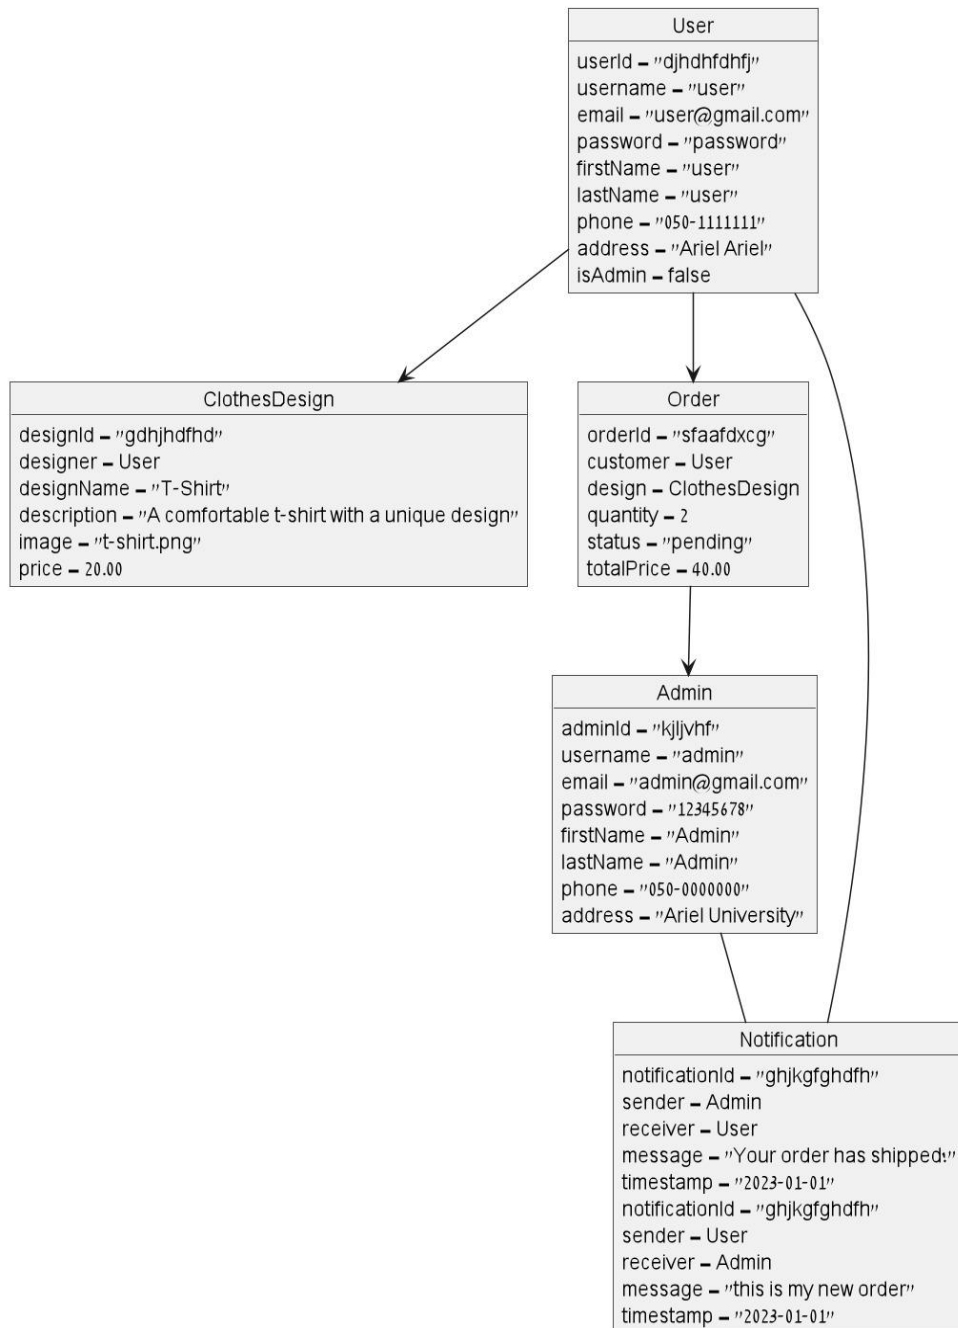 User
userId = "djhdhfdhfj"
username = "user"
email = "user@gmail.com"
password = "password"
firstName = "user"
lastName = "user"
phone = "050-1111111"
address = "Ariel Ariel"
isAdmin = false
ClothesDesign
designId = "gdhjhdfhd"
designer = User
designName = "T-Shirt"
description = "A comfortable t-shirt with a unique design"
image = "t-shirt.png"
price = 20.00
Order
orderId = "sfaafdxcg"
customer = User
design = ClothesDesign
quantity = 2
status = "pending"
totalPrice = 40.00
Admin
adminId = "kjljvhf"
username = "admin"
email = "admin@gmail.com"
password = "12345678"
firstName = "Admin"
lastName = "Admin"
phone = "050-0000000"
address = "Ariel University"
Notification
notificationId = "ghjkgfghdfh"
sender = Admin
receiver = User
message = "Your order has shipped!"
timestamp = "2023-01-01"
notificationId = "ghjkgfghdfh"
sender = User
receiver = Admin
message = "this is my new order"
timestamp = "2023-01-01"